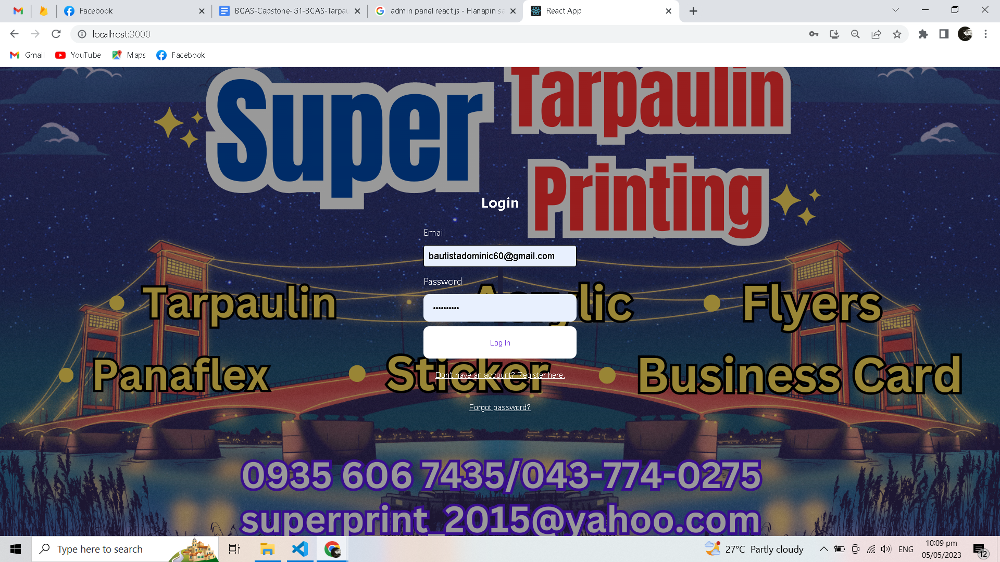 Facebook
BCAS-Capstone-G1-BCAS-Tarpau
admin panel react js - Hanapin sa
React App
localhost:3000
Gmail
YouTube
Maps
Facebook
Super
Tarpaulin
Printing
Login
Email
bautistadominic60@gmail.com
Password
••••••••••
• Tarpaulin
Acrylic
• Flyers
Log In
• Panaflex
• Sticker
• Business Card
Don't have an account? Register here.
Forgot password?
0935 606 7435/043-774-0275
superprint_2015@yahoo.com
Type here to search
27°C Partly cloudy
ENG
10:09 pm
05/05/2023
12